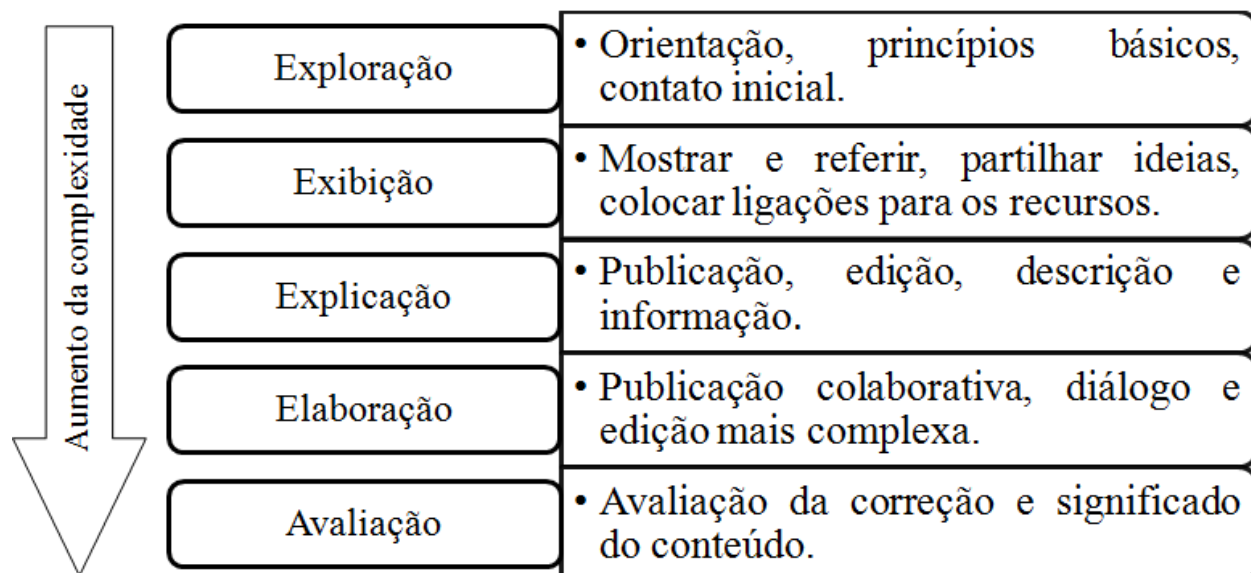 Aumento da complexidade
Exploração
• Orientação, princípios básicos,
contato inicial.
Exibição
• Mostrar e referir, partilhar ideias,
colocar ligações para os recursos.
Explicação
• Publicação, edição, descrição e
informação.
Elaboração
• Publicação colaborativa, diálogo e
edição mais complexa.
Avaliação
• Avaliação da correção e significado
do conteúdo.